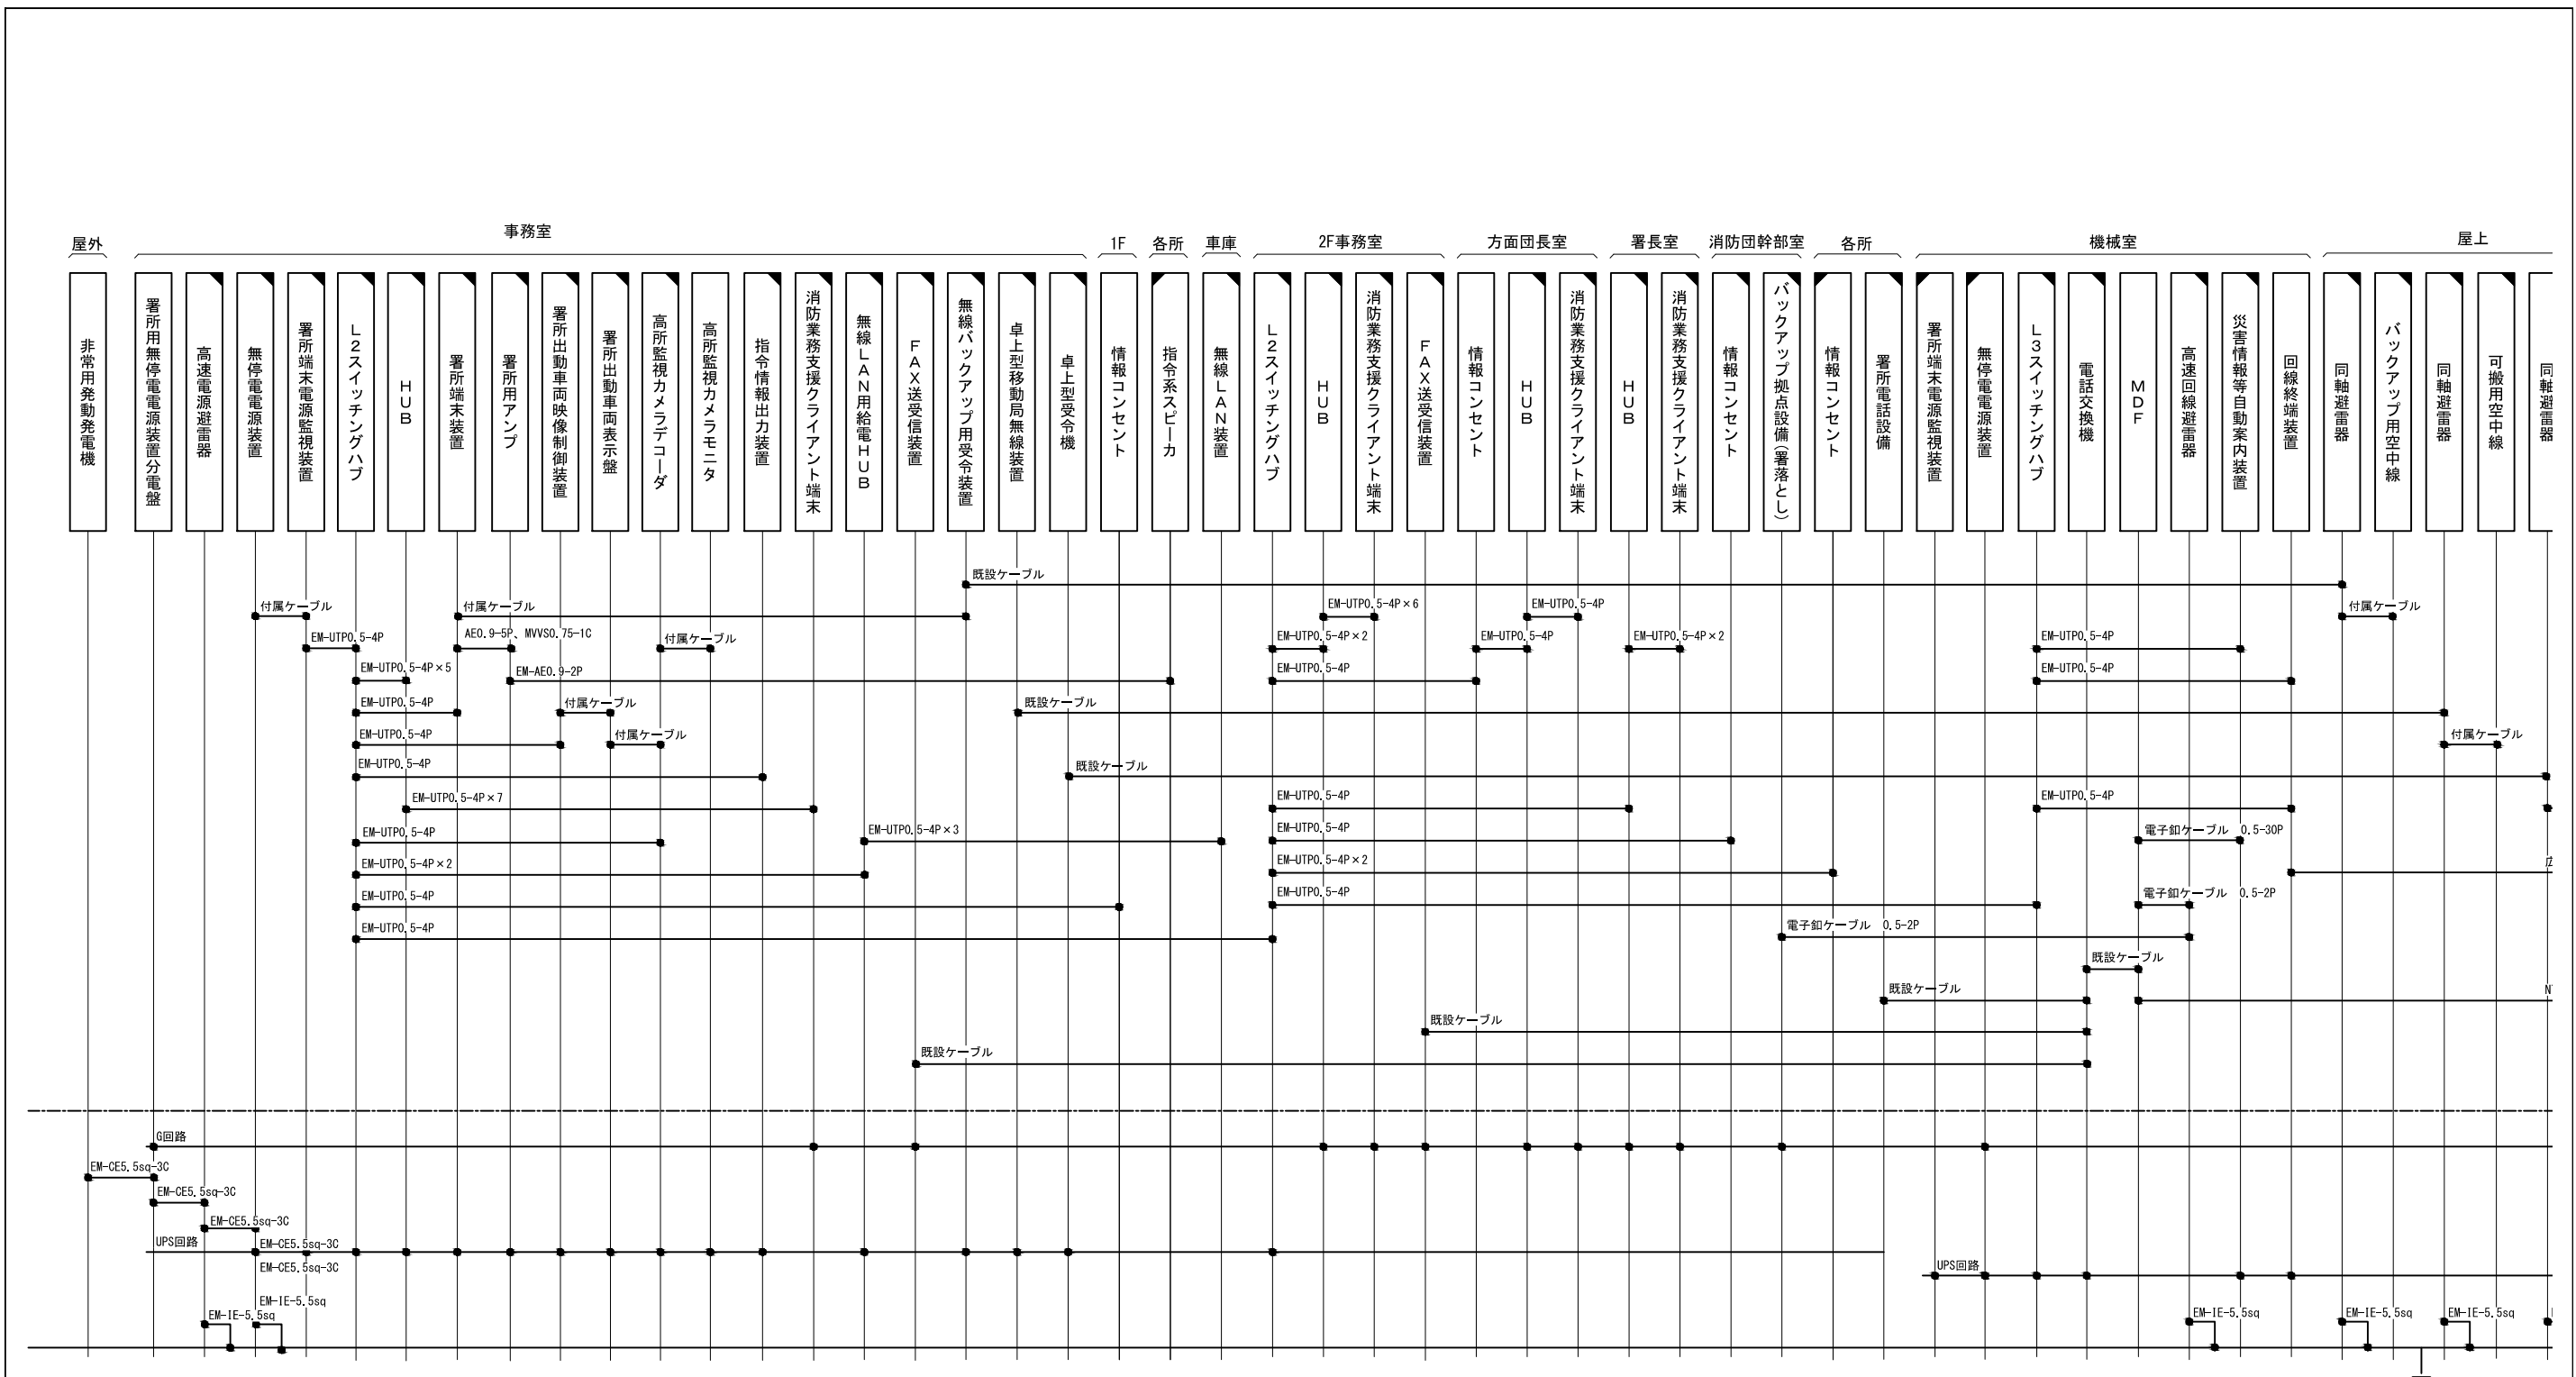 屋外
事務室
1F
各所
車庫
2F事務室
方面団長室
署長室
消防団幹部室
各所
機械室
屋上
非常用発動発電機
署所用無停電電源装置分電盤
高速電源避雷器
無停電電源装置
署所端末電源監視装置
L2スイッチングハブ
HUB
署所端末装置
署所用アンプ
署所出動車両映像制御装置
署所出動車両表示盤
高所監視カメラデコーダ
高所監視カメラモニタ
指令情報出力装置
消防業務支援クライアント端末
無線LAN用給電HUB
FAX送受信装置
無線バックアップ用受令装置
卓上型移動局無線装置
卓上型受令機
情報コンセント
指令系スピーカ
無線LAN装置
L2スイッチングハブ
HUB
消防業務支援クライアント端末
FAX送受信装置
情報コンセント
HUB
消防業務支援クライアント端末
HUB
消防業務支援クライアント端末
情報コンセント
バックアップ拠点設備(署落とし)
情報コンセント
署所電話設備
署所端末電源監視装置
無停電電源装置
L3スイッチングハブ
電話交換機
MDF
高速回線避雷器
災害情報等自動案内装置
回線終端装置
同軸避雷器
バックアップ用空中線
同軸避雷器
可搬用空中線
同軸避雷器
既設ケーブル
付属ケーブル
付属ケーブル
EM-UTP0.5-4P×6
EM-UTP0.5-4P
付属ケーブル
EM-UTP0.5-4P
AE0.9-5P、MVVS0.75-1C
付属ケーブル
EM-UTP0.5-4P×2
EM-UTP0.5-4P
EM-UTP0.5-4P×2
EM-UTP0.5-4P
EM-UTP0.5-4P×5
EM-AE0.9-2P
EM-UTP0.5-4P
EM-UTP0.5-4P
EM-UTP0.5-4P
付属ケーブル
既設ケーブル
EM-UTP0.5-4P
付属ケーブル
付属ケーブル
EM-UTP0.5-4P
既設ケーブル
EM-UTP0.5-4P×7
EM-UTP0.5-4P
EM-UTP0.5-4P
EM-UTP0.5-4P
EM-UTP0.5-4P×3
EM-UTP0.5-4P
電子釦ケーブル 0.5-30P
EM-UTP0.5-4P×2
EM-UTP0.5-4P×2
EM-UTP0.5-4P
EM-UTP0.5-4P
電子釦ケーブル 0.5-2P
EM-UTP0.5-4P
電子釦ケーブル 0.5-2P
既設ケーブル
既設ケーブル
既設ケーブル
既設ケーブル
G回路
EM-CE5.5sq-3C
EM-CE5.5sq-3C
EM-CE5.5sq-3C
UPS回路
EM-CE5.5sq-3C
EM-CE5.5sq-3C
UPS回路
EM-IE-5.5sq
EM-IE-5.5sq
EM-IE-5.5sq
EM-IE-5.5sq
EM-IE-5.5sq